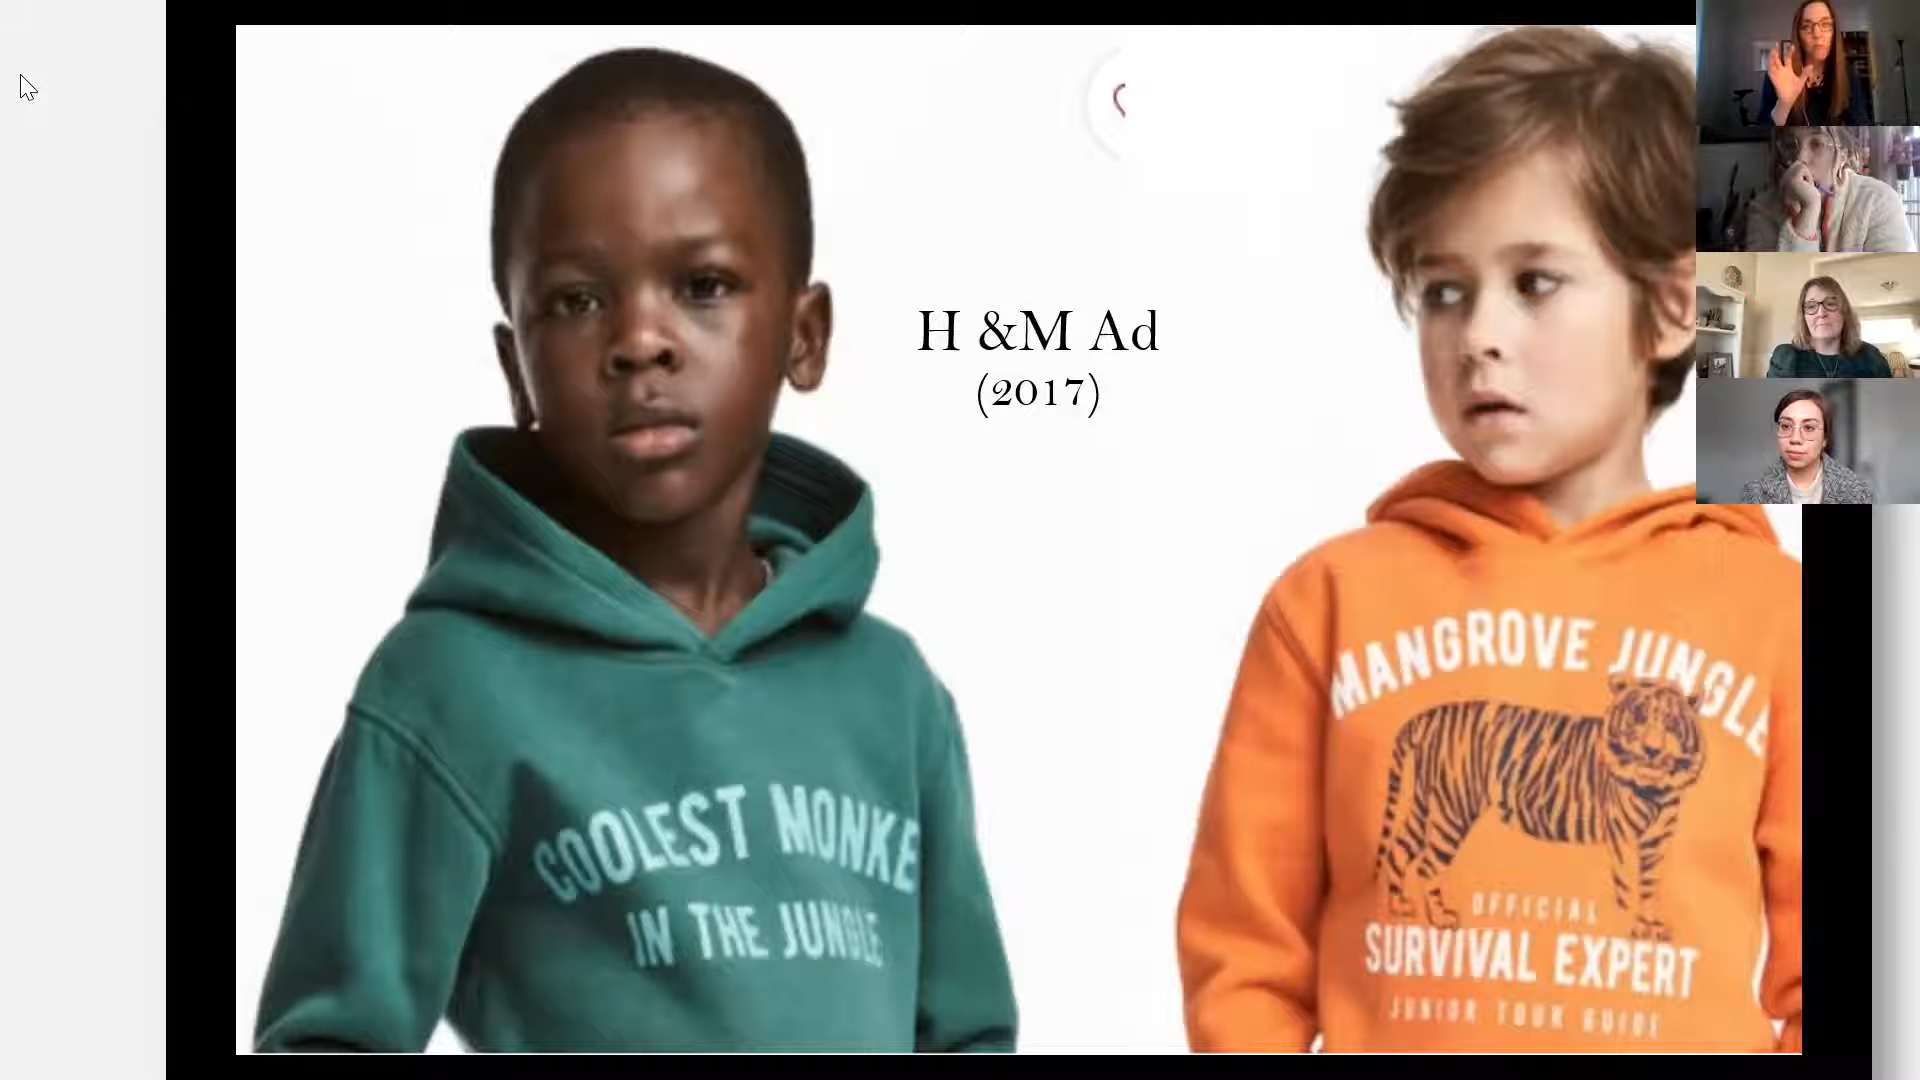 H &M Ad
(2017)
COOLEST MONKE
IN THE JUNGLE
MANGROVE JUNGLE
OFFICIAL
SURVIVAL EXPERT
JUNIOR TOUR GUIDE